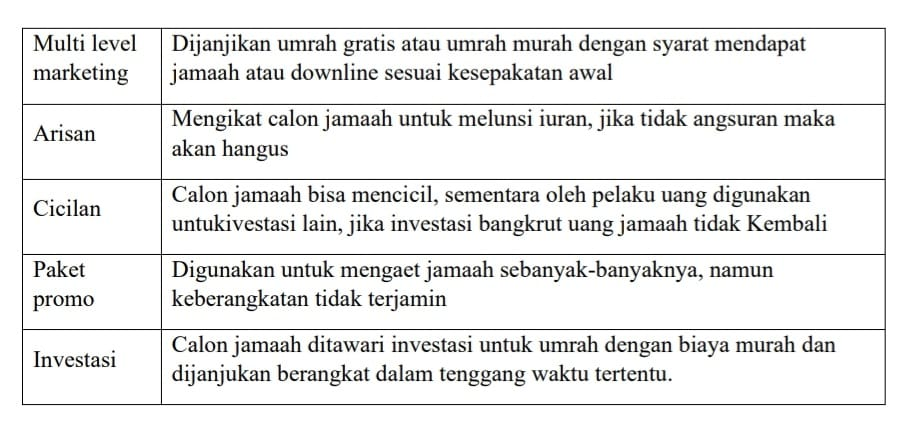 Multi level
marketing
Dijanjikan umrah gratis atau umrah murah dengan syarat mendapat
jamaah atau downline sesuai kesepakatan awal
Arisan
Mengikat calon jamaah untuk melunsi iuran, jika tidak angsuran maka
akan hangus
Cicilan
Calon jamaah bisa mencicil, sementara oleh pelaku uang digunakan
untukivestasi lain, jika investasi bangkrut uang jamaah tidak Kembali
Paket
promo
Digunakan untuk mengaet jamaah sebanyak-banyaknya, namun
keberangkatan tidak terjamin
Investasi
Calon jamaah ditawari investasi untuk umrah dengan biaya murah dan
dijanjukan berangkat dalam tenggang waktu tertentu.